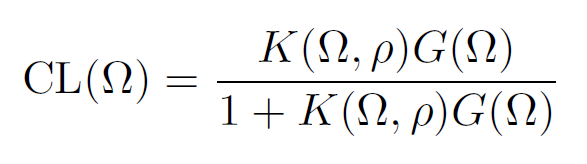 CL(Ω) = K(Ω, ρ)G(Ω) / 1 + K(Ω, ρ)G(Ω)